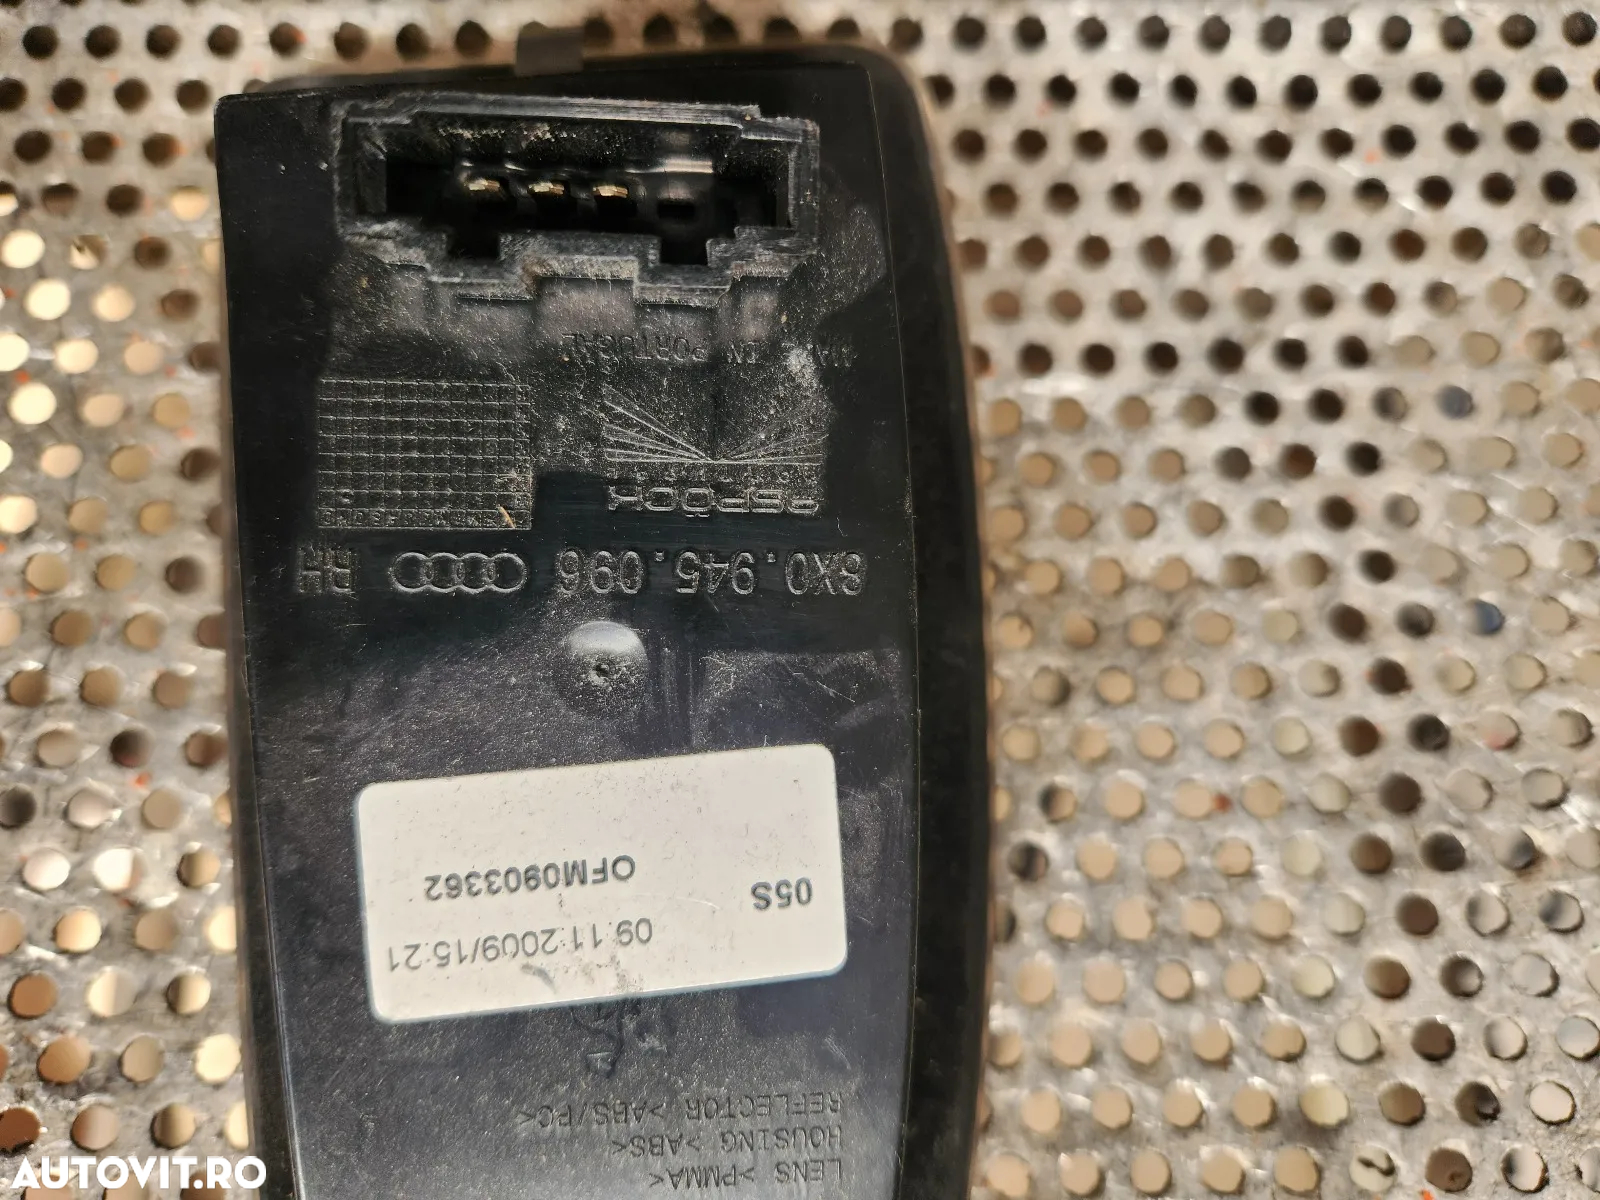 LENS >PMMA<
HOUSING >ABS<
REFLECTOR >ABS/PC<
09.11.2009/15:21
05S OFM0903362
8X0.945.096 RH
ASPÖCK
MADE IN PORTUGAL
AUTOVIT.RO